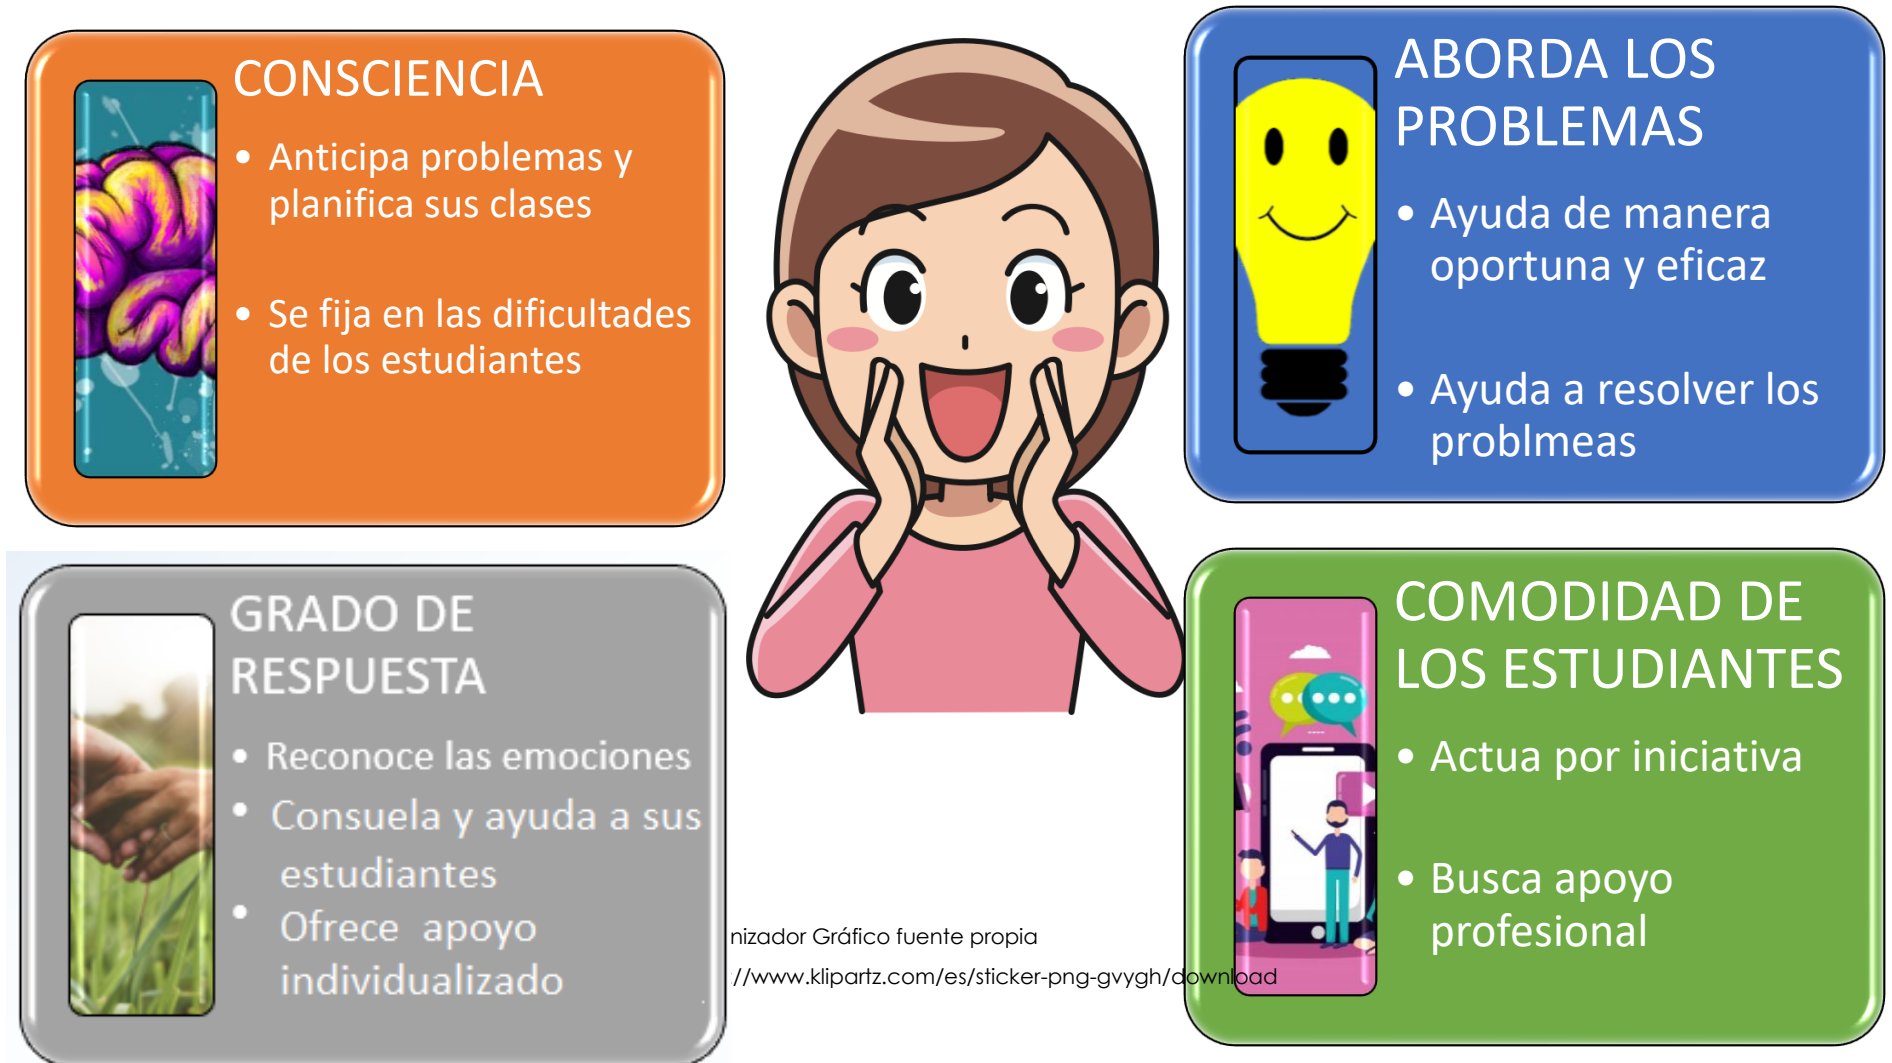 CONSCIENCIA
• Anticipa problemas y
planifica sus clases
• Se fija en las dificultades
de los estudiantes
ABORDA LOS
PROBLEMAS
• Ayuda de manera
oportuna y eficaz
• Ayuda a resolver los
problmeas
GRADO DE
RESPUESTA
• Reconoce las emociones
• Consuela y ayuda a sus
estudiantes
• Ofrece apoyo
individualizado
COMODIDAD DE
LOS ESTUDIANTES
• Actua por iniciativa
• Busca apoyo
profesional
nizador Gráfico fuente propia
://www.klipartz.com/es/sticker-png-gvygh/download